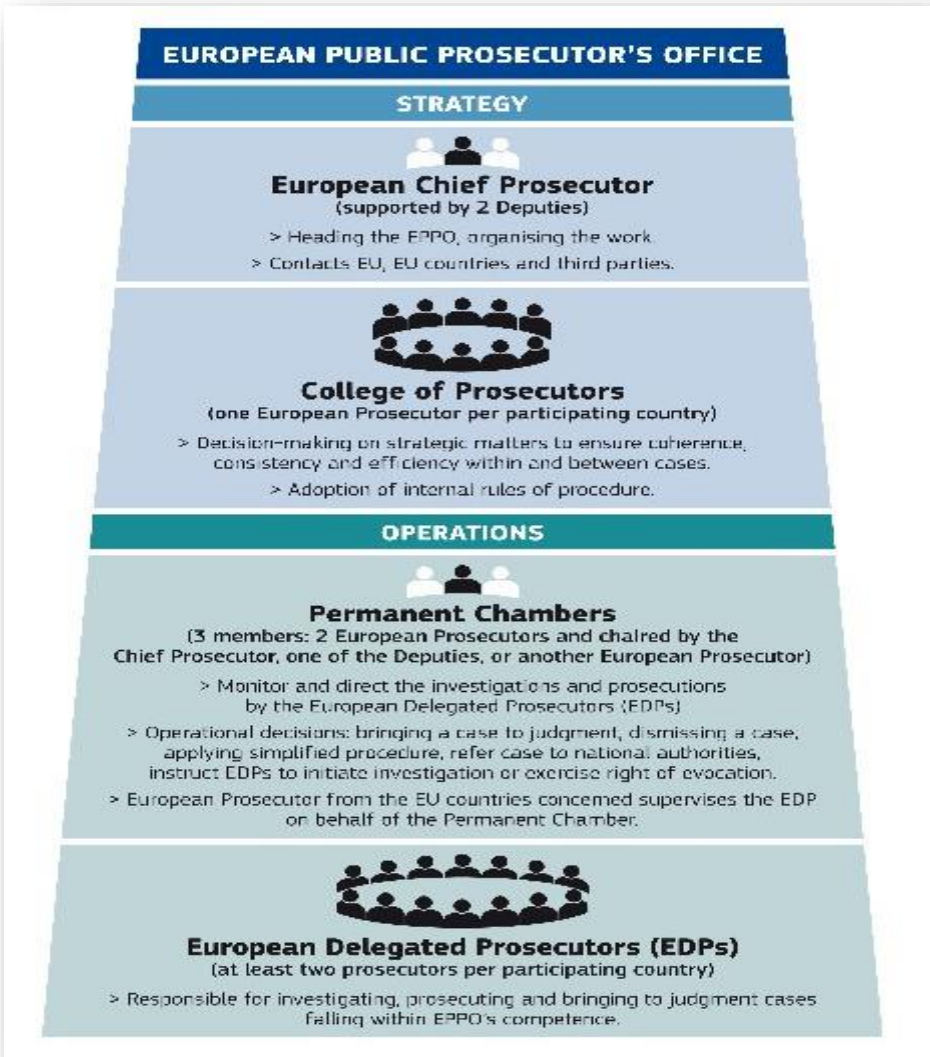 EUROPEAN PUBLIC PROSECUTOR'S OFFICE
STRATEGY
European Chief Prosecutor
(supported by 2 Deputies)
> Heading the EPPO, organising the work.
> Contacts EU, EU countries and third parties.
College of Prosecutors
(one European Prosecutor per participating country)
> Decision-making on strategic matters to ensure coherence,
consistency and efficiency within and between cases.
> Adoption of internal rules of procedure.
OPERATIONS
Permanent Chambers
(3 members: 2 European Prosecutors and chaired by the
Chief Prosecutor, one of the Deputies, or another European Prosecutor)
> Monitor and direct the investigations and prosecutions
by the European Delegated Prosecutors (EDPs)
> Operational decisions: bringing a case to judgment, dismissing a case,
applying simplified procedure, refer case to national authorities,
instruct EDPs to initiate investigation or exercise right of evocation.
> European Prosecutor from the EU countries concerned supervises the EDP
on behalf of the Permanent Chamber.
European Delegated Prosecutors (EDPs)
(at least two prosecutors per participating country)
> Responsible for investigating, prosecuting and bringing to judgment cases
falling within EPPO's competence.